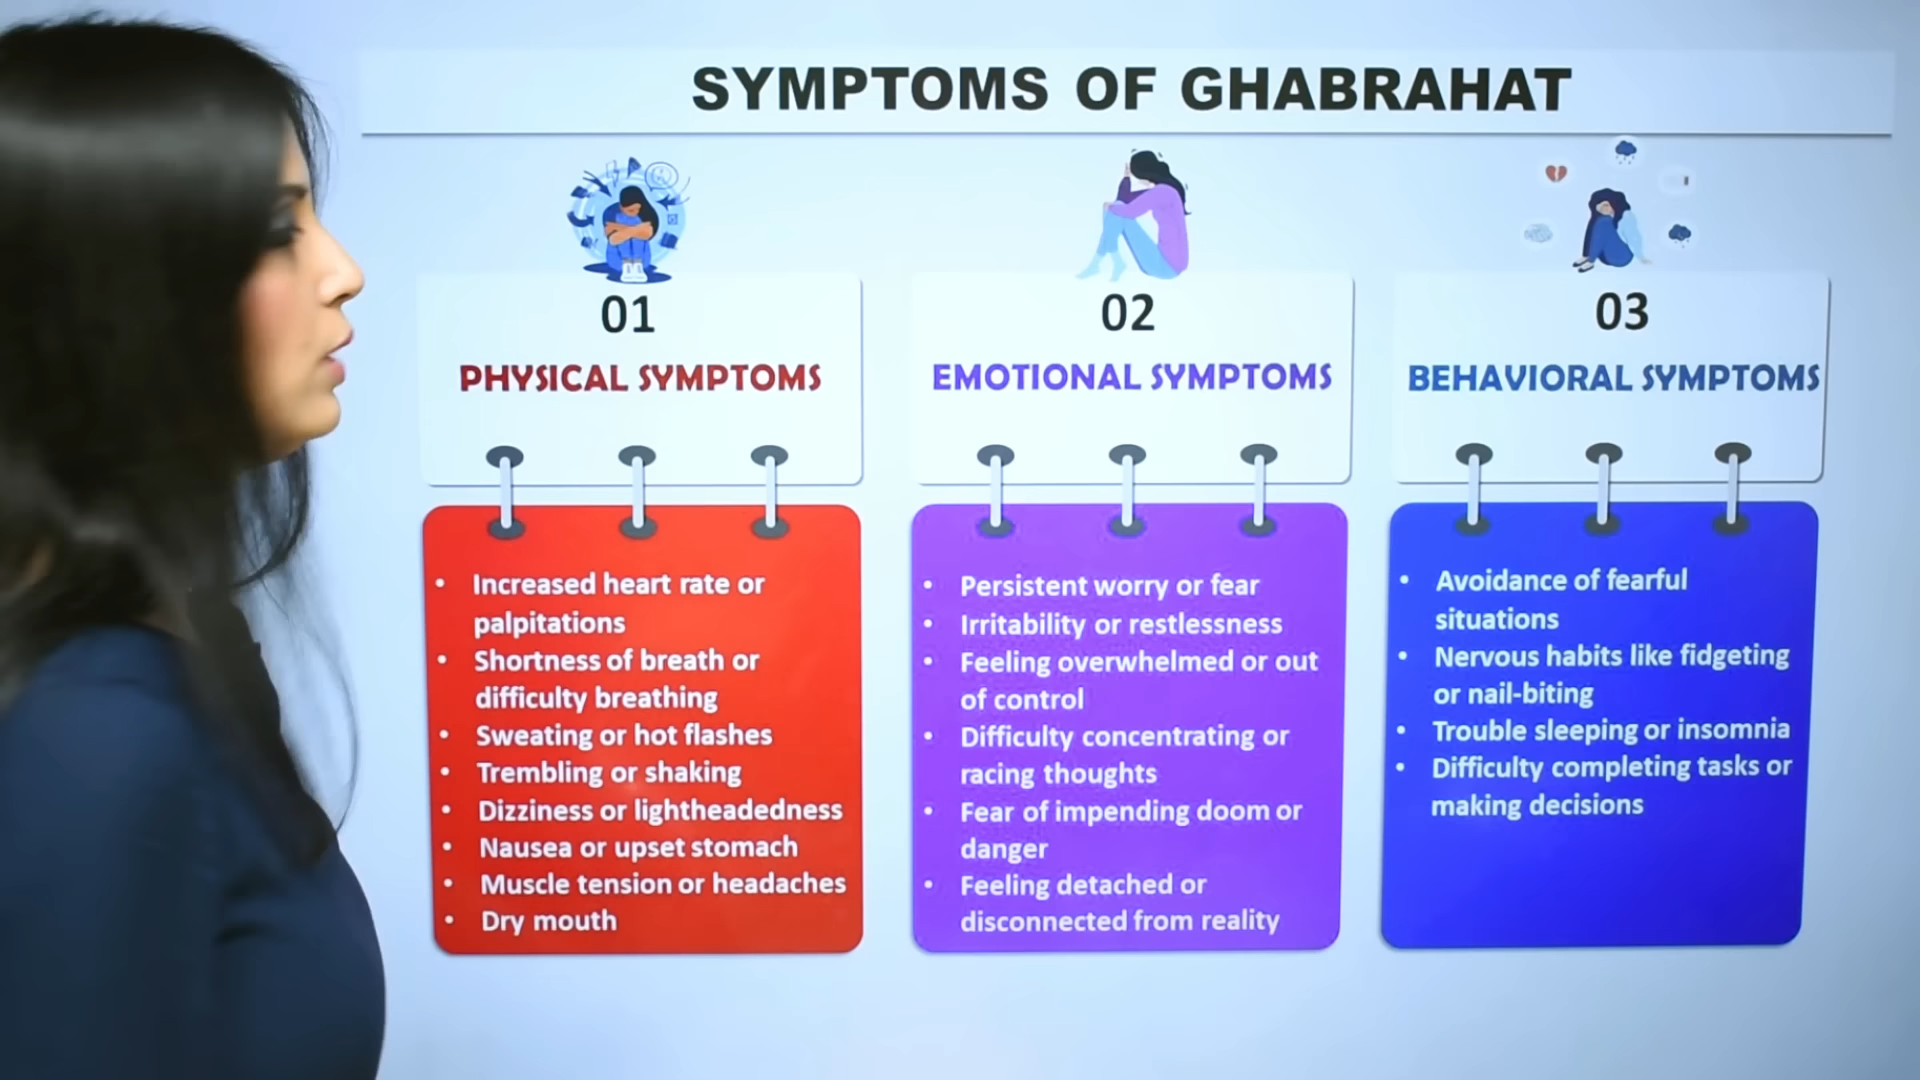 SYMPTOMS OF GHABRAHAT
01
PHYSICAL SYMPTOMS
• Increased heart rate or
palpitations
• Shortness of breath or
difficulty breathing
• Sweating or hot flashes
• Trembling or shaking
• Dizziness or lightheadedness
• Nausea or upset stomach
• Muscle tension or headaches
• Dry mouth
02
EMOTIONAL SYMPTOMS
• Persistent worry or fear
• Irritability or restlessness
• Feeling overwhelmed or out
of control
• Difficulty concentrating or
racing thoughts
• Fear of impending doom or
danger
• Feeling detached or
disconnected from reality
03
BEHAVIORAL SYMPTOMS
• Avoidance of fearful
situations
• Nervous habits like fidgeting
or nail-biting
• Trouble sleeping or insomnia
• Difficulty completing tasks or
making decisions